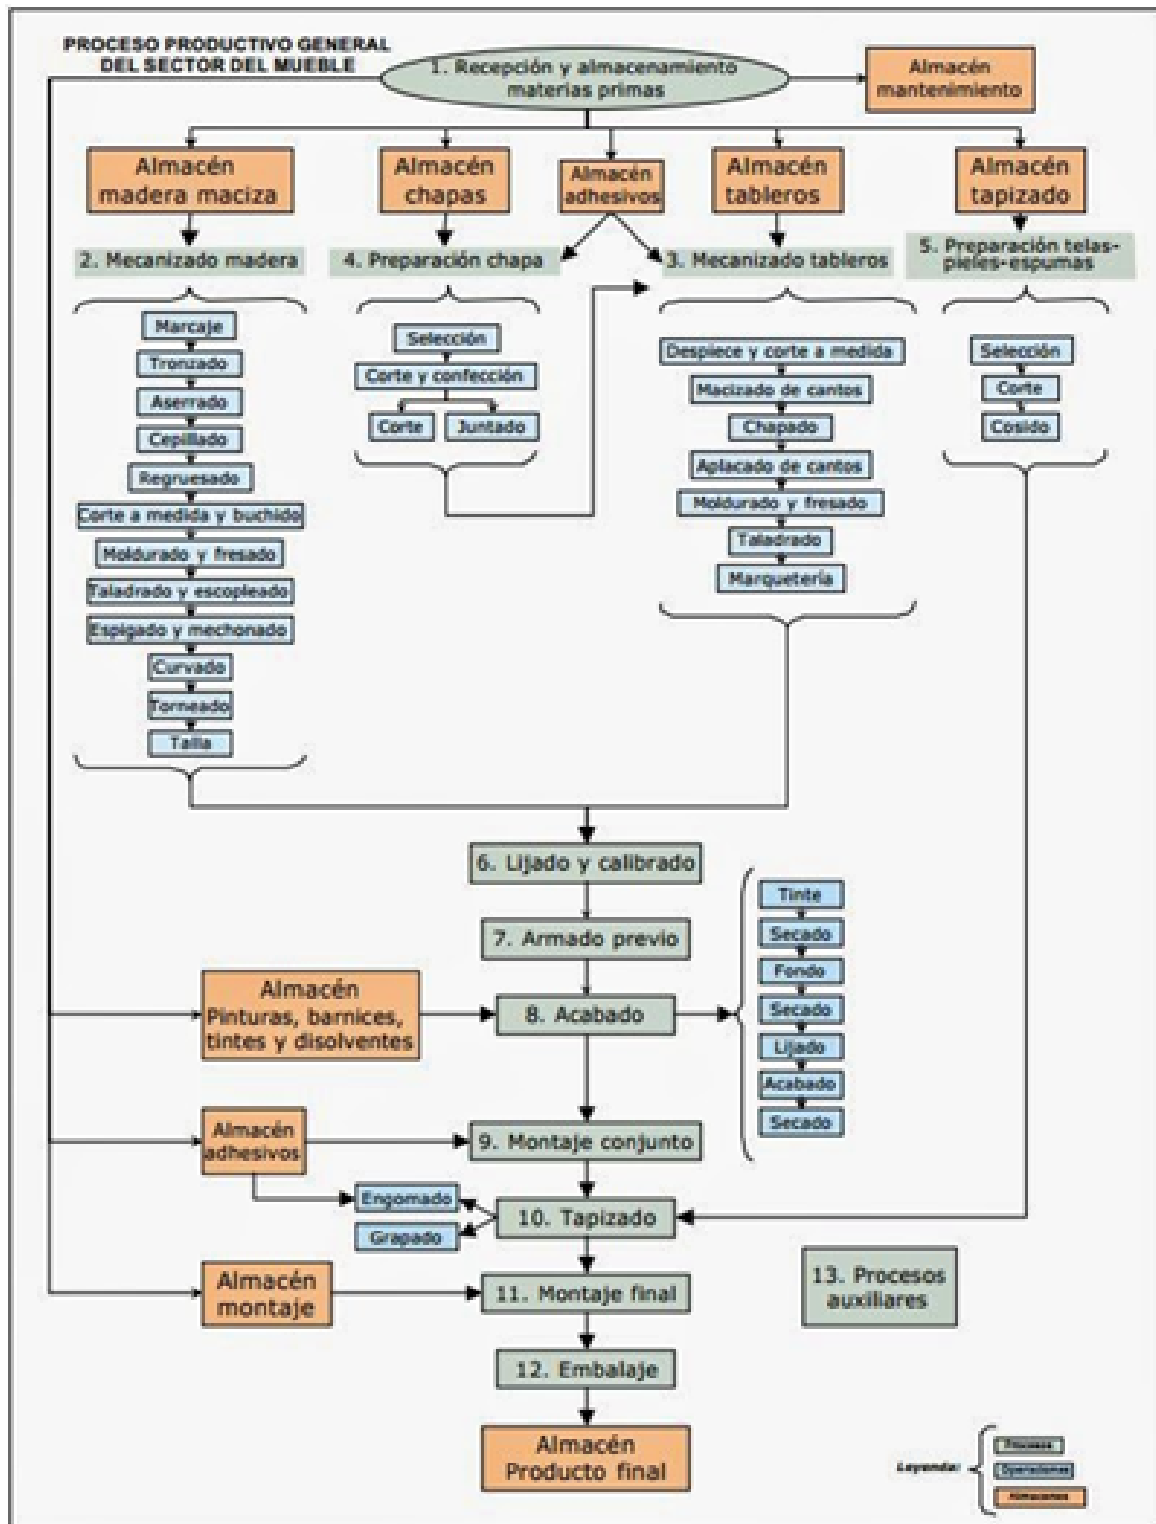 PROCESO PRODUCTIVO GENERAL
DEL SECTOR DEL MUEBLE
1. Recepción y almacenamiento
materias primas
Almacén
mantenimiento
Almacén
madera maciza
Almacén
chapas
Almacén
adhesivos
Almacén
tableros
Almacén
tapizado
2. Mecanizado madera
4. Preparación chapa
3. Mecanizado tableros
5. Preparación telas-
pieles-espumas
Marcaje
Tronzado
Aserrado
Cepillado
Regruesado
Corte a medida y buchido
Moldurado y fresado
Taladrado y escopleado
Espigado y mechonado
Curvado
Torneado
Talla
Selección
Corte y confección
Corte
Juntado
Despiece y corte a medida
Macizado de cantos
Chapado
Aplacado de cantos
Moldurado y fresado
Taladrado
Marquetería
Selección
Corte
Cosido
6. Lijado y calibrado
7. Armado previo
Almacén
Pinturas, barnices,
tintes y disolventes
8. Acabado
Tinte
Secado
Fondo
Secado
Lijado
Acabado
Secado
Almacén
adhesivos
9. Montaje conjunto
Engomado
Grapado
10. Tapizado
Almacén
montaje
11. Montaje final
13. Procesos
auxiliares
12. Embalaje
Almacén
Producto final
Leyenda:
Procesos
Operaciones
Almacenes